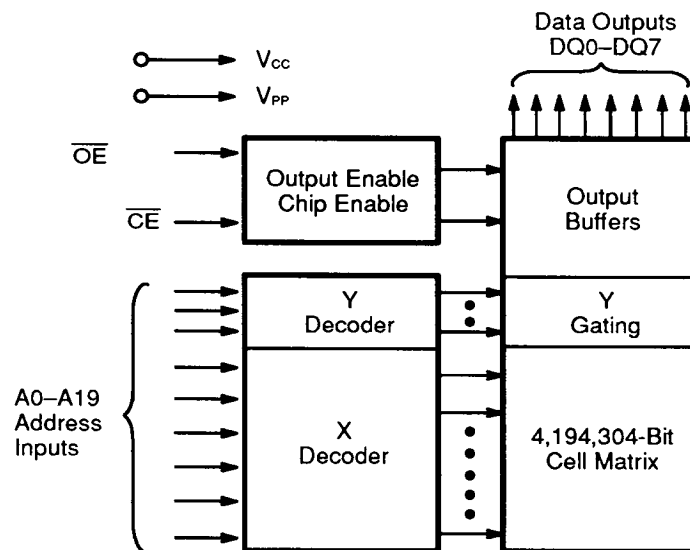 Data Outputs
DQ0–DQ7
VCC
VPP
OE
CE
Output Enable
Chip Enable
Output
Buffers
Y
Decoder
Y
Gating
A0–A19
Address
Inputs
X
Decoder
4,194,304-Bit
Cell Matrix